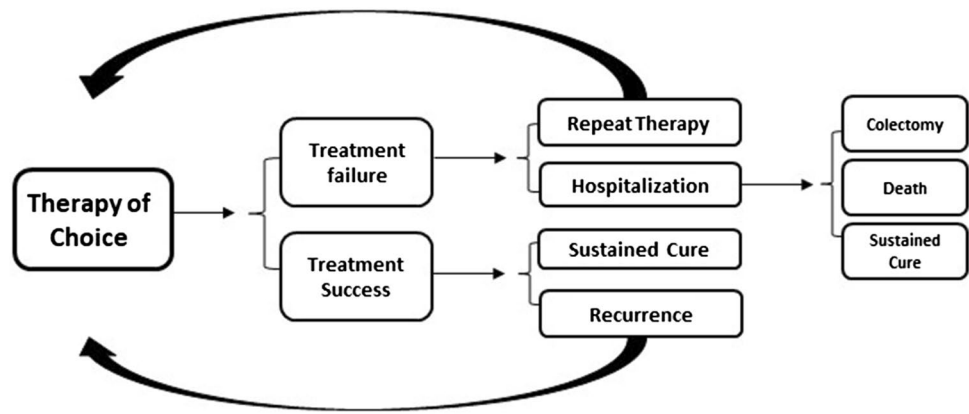 Therapy of
Choice
Treatment
failure
Treatment
Success
Repeat Therapy
Hospitalization
Sustained Cure
Recurrence
Colectomy
Death
Sustained
Cure